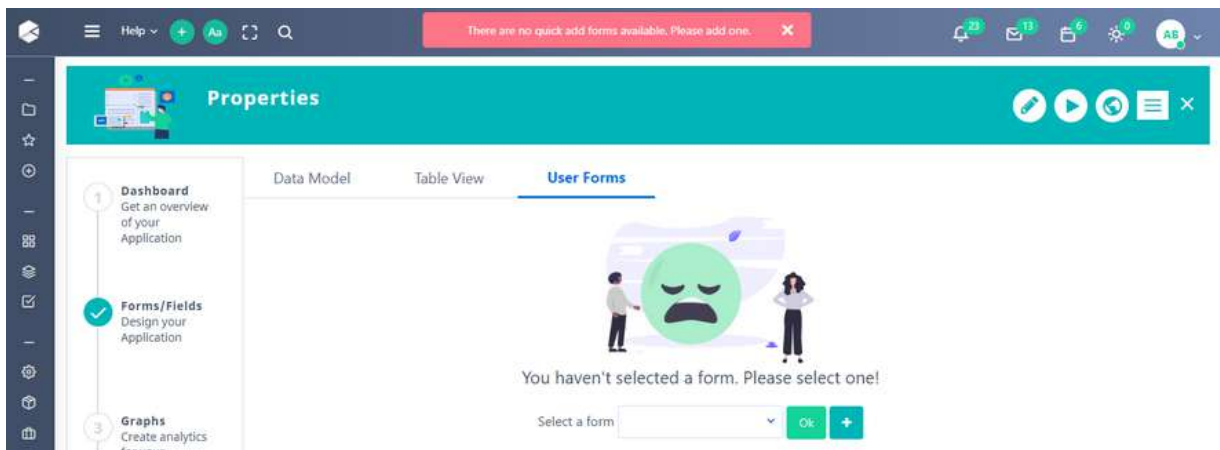 Help
Aa
There are no quick add forms available. Please add one.
23
13
6
0
AB
Properties
Data Model
Table View
User Forms
1
Dashboard
Get an overview
of your
Application
Forms/Fields
Design your
Application
3
Graphs
Create analytics
You haven't selected a form. Please select one!
Select a form
Ok